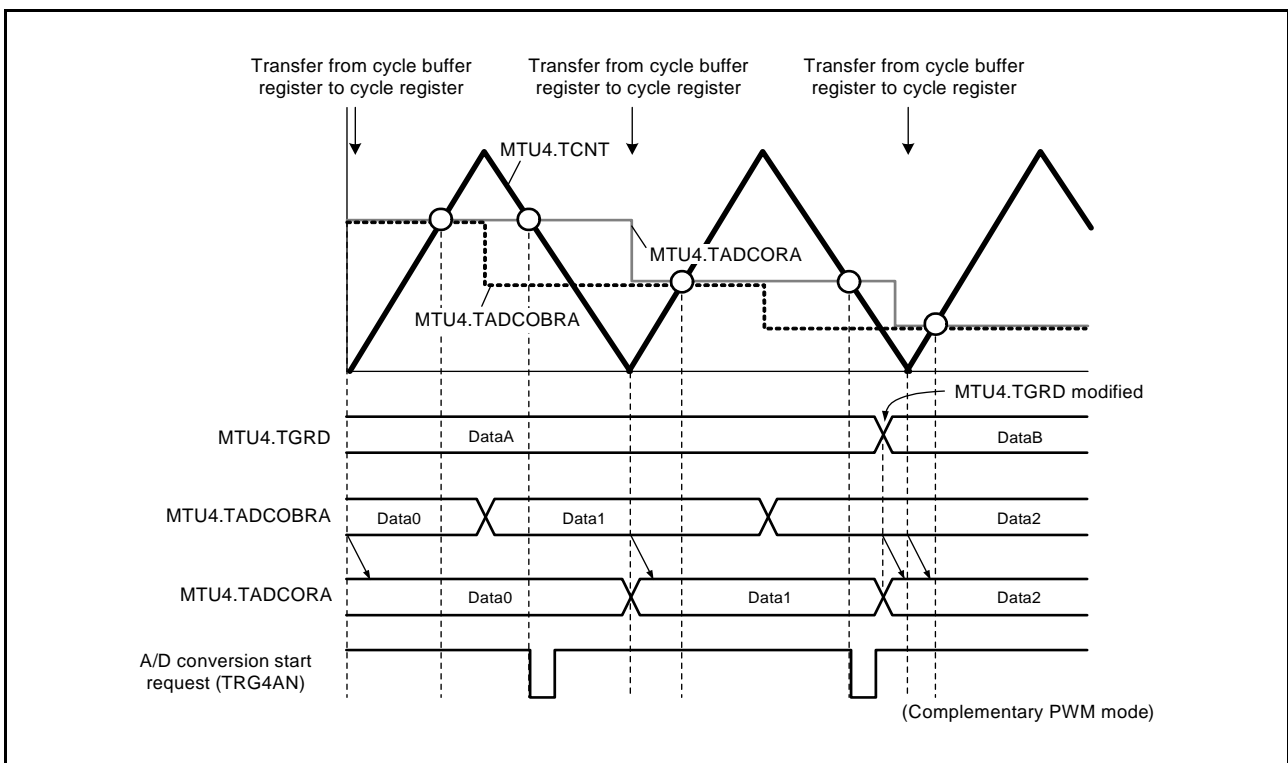 Transfer from cycle buffer
register to cycle register
Transfer from cycle buffer
register to cycle register
Transfer from cycle buffer
register to cycle register
MTU4.TCNT
MTU4.TADCORA
MTU4.TADCOBRA
MTU4.TGRD modified
MTU4.TGRD
DataA
DataB
MTU4.TADCOBRA
Data0
Data1
Data2
MTU4.TADCORA
Data0
Data1
Data2
A/D conversion start
request (TRG4AN)
(Complementary PWM mode)